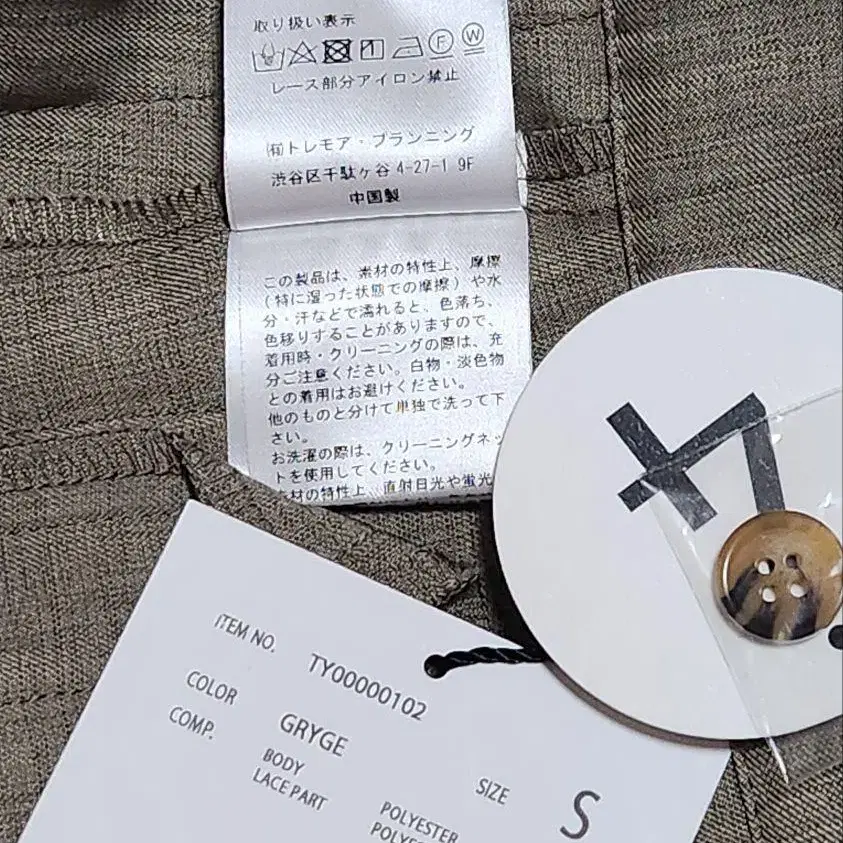 取り扱い表示
レース部分アイロン禁止
㈲トレモア・プランニング
渋谷区千駄ヶ谷 4-27-1 9F
中国製
この製品は、素材の特性上、摩擦
(特に湿った状態での摩擦)や水
分・汗などで濡れると、色落ち、
色移りすることがありますので、
着用時・クリーニングの際は、充
分ご注意ください。白物・淡色物
との着用はお避けください。
他のものと分けて単独で洗って下
さい。
お洗濯の際は、クリーニングネッ
トを使用してください。
素材の特性上、直射日光や蛍光
ITEM NO. TY00000102
COLOR GRYGE
COMP. BODY POLYESTER
LACE PART
SIZE S